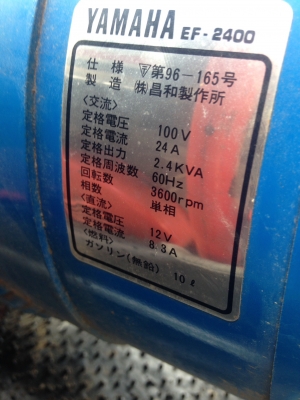 YAMAHA EF-2400
仕様 第96-165号
製造 ㈱昌和製作所
〈交流〉
定格電圧 100V
定格電流 24A
定格出力 2.4KVA
定格周波数 60Hz
回転数 3600rpm
相数 単相
〈直流〉
定格電圧 12V
定格電流 8.3A
〈燃料〉
ガソリン(無鉛) 10ℓ